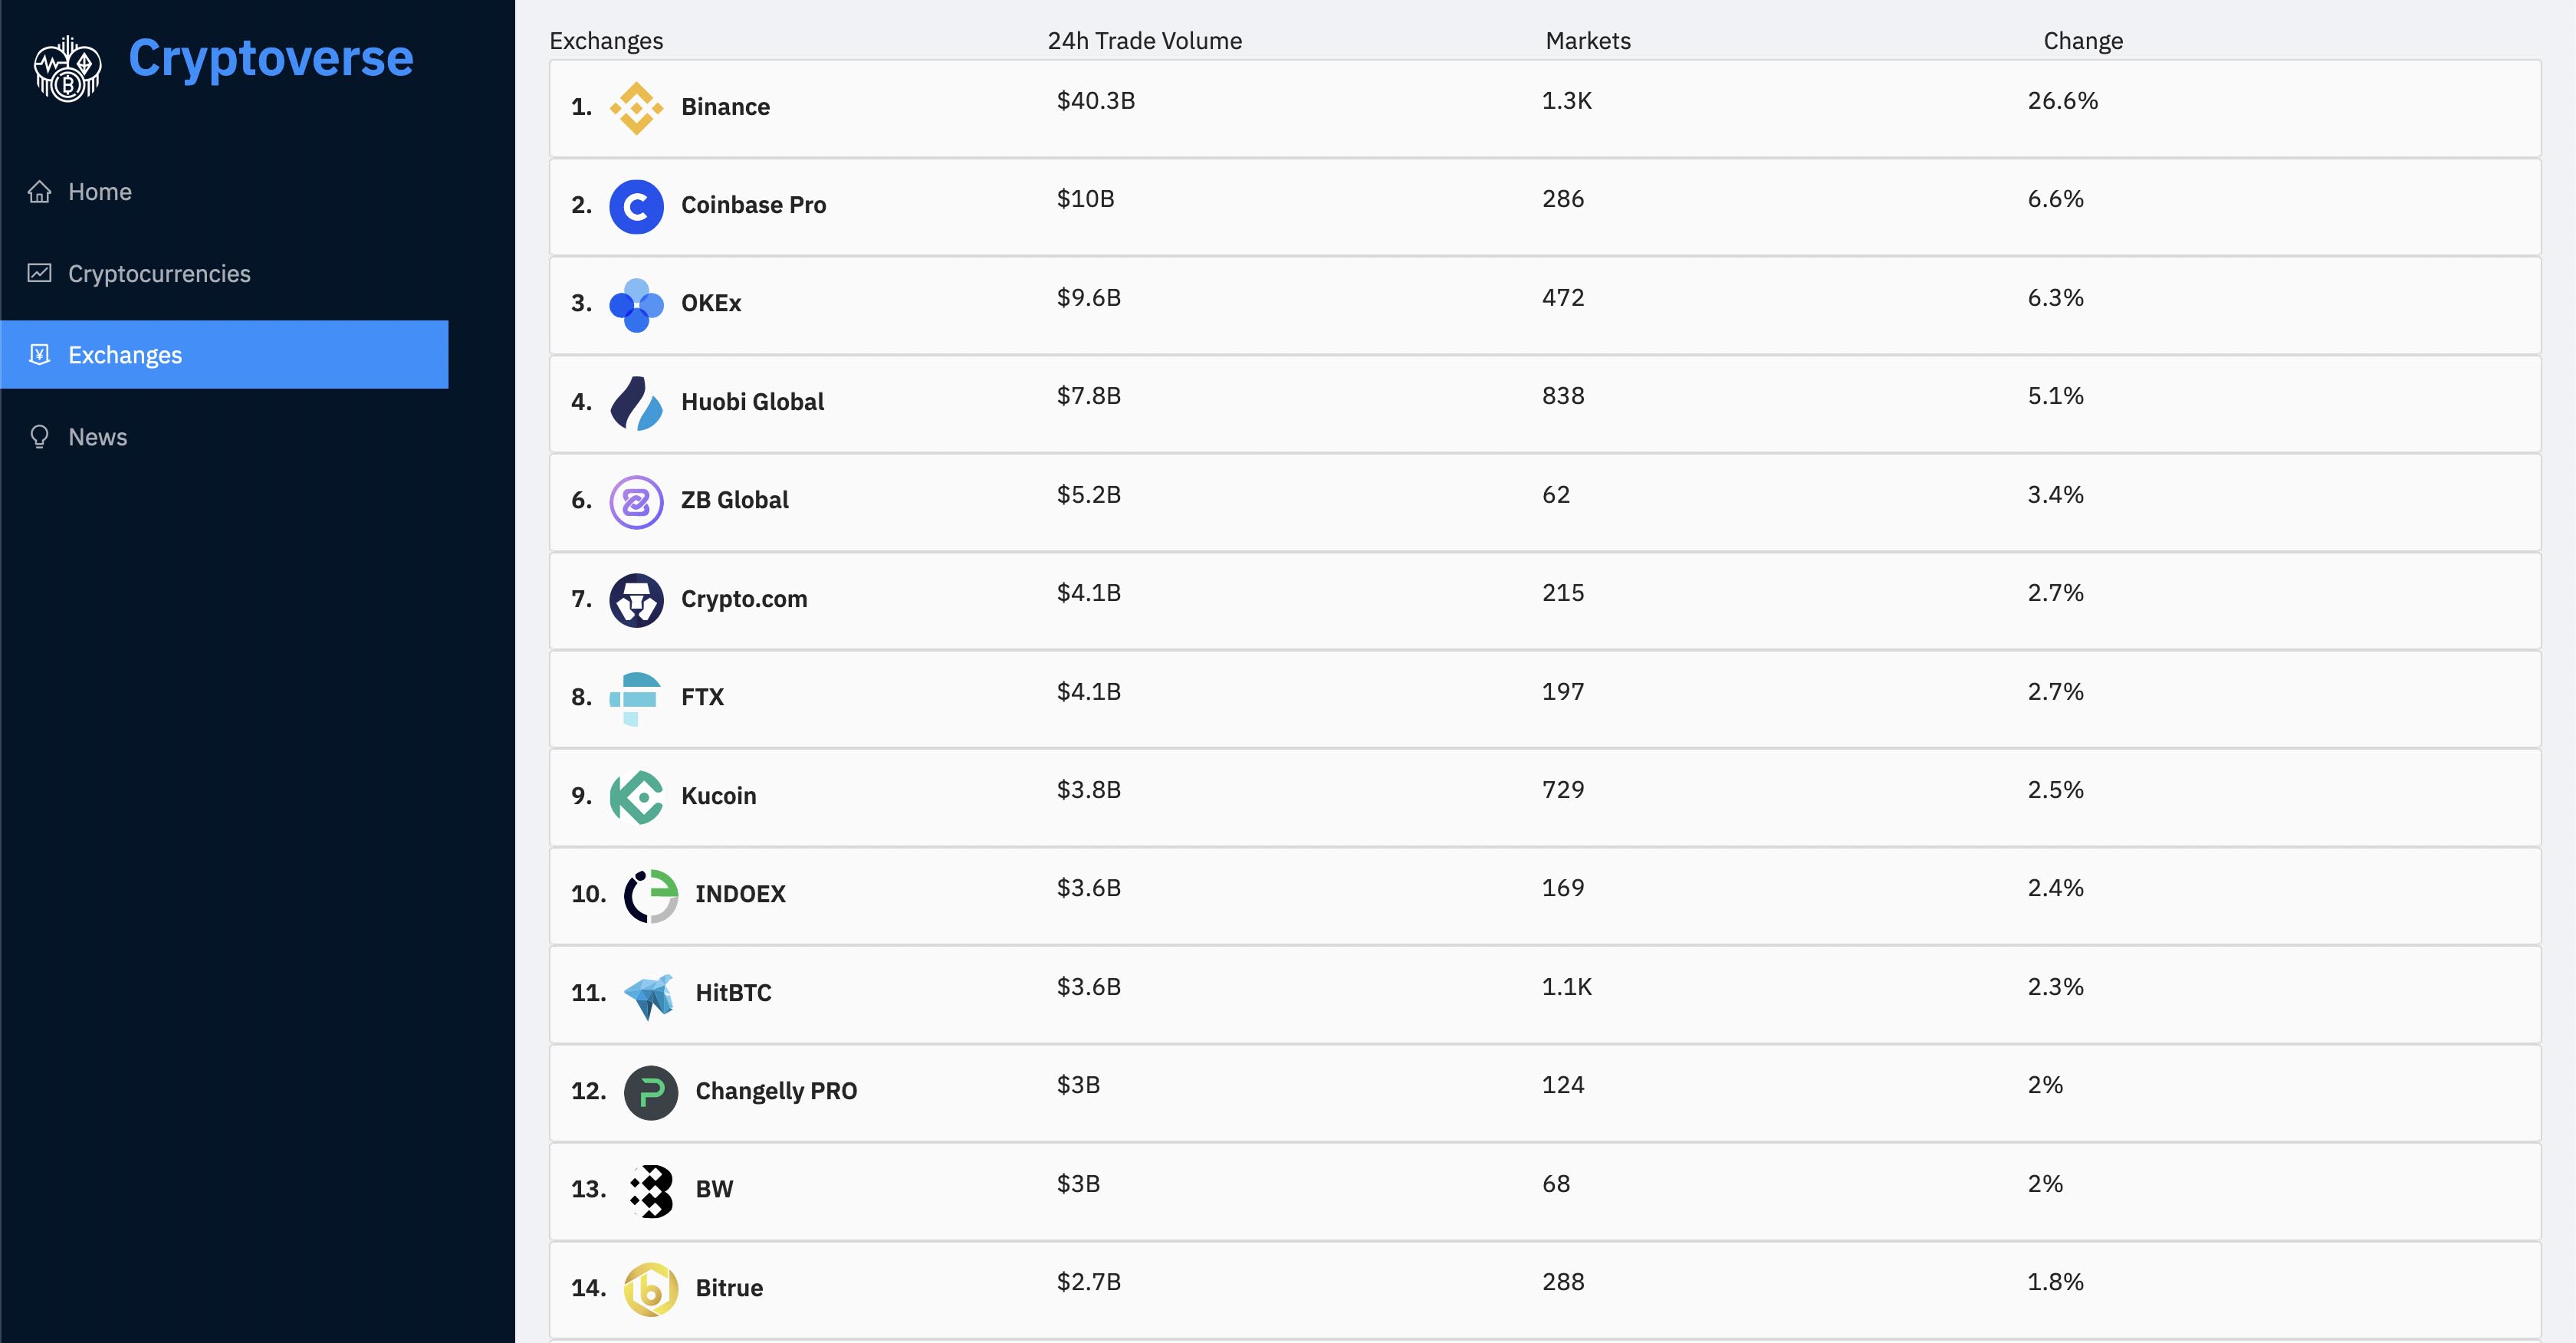 Cryptoverse
Home
Cryptocurrencies
Exchanges
News
Exchanges 24h Trade Volume Markets Change
1. Binance $40.3B 1.3K 26.6%
2. Coinbase Pro $10B 286 6.6%
3. OKEx $9.6B 472 6.3%
4. Huobi Global $7.8B 838 5.1%
6. ZB Global $5.2B 62 3.4%
7. Crypto.com $4.1B 215 2.7%
8. FTX $4.1B 197 2.7%
9. Kucoin $3.8B 729 2.5%
10. INDOEX $3.6B 169 2.4%
11. HitBTC $3.6B 1.1K 2.3%
12. Changelly PRO $3B 124 2%
13. BW $3B 68 2%
14. Bitrue $2.7B 288 1.8%